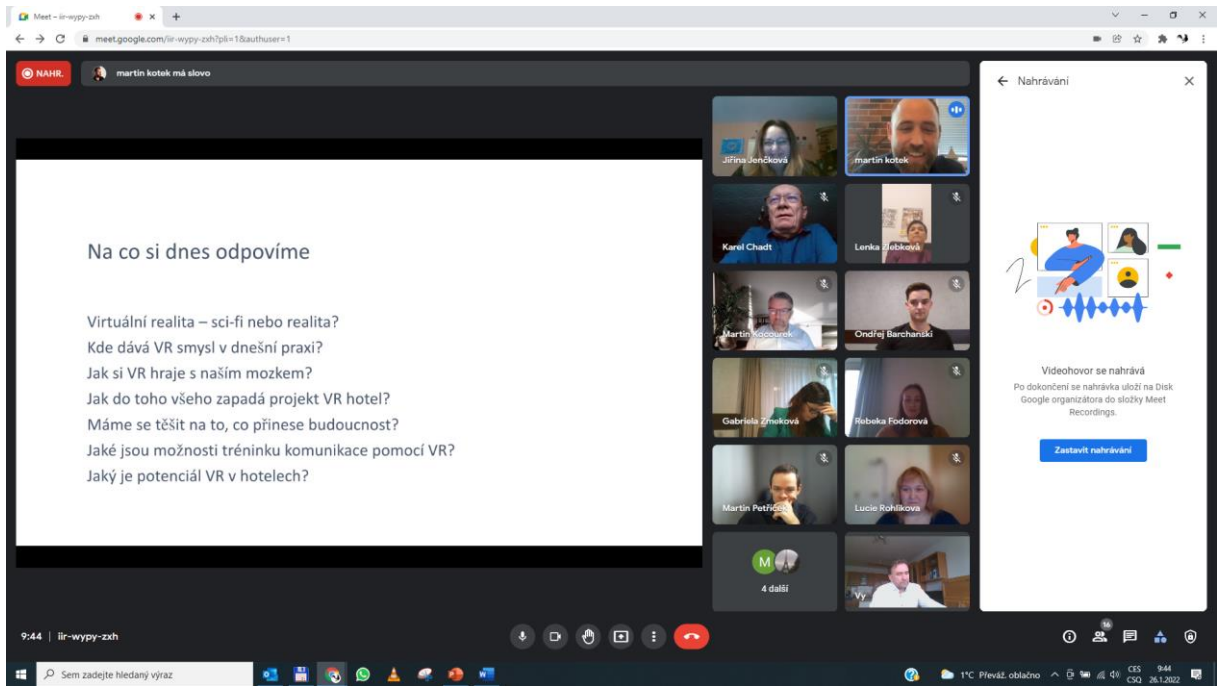 Meet – iir-wypy-zxh
meet.google.com/iir-wypy-zxh?pli=1&authuser=1
NAHR.
martin kotek má slovo
Na co si dnes odpovíme
Virtuální realita – sci-fi nebo realita?
Kde dává VR smysl v dnešní praxi?
Jak si VR hraje s naším mozkem?
Jak do toho všeho zapadá projekt VR hotel?
Máme se těšit na to, co přinese budoucnost?
Jaké jsou možnosti tréninku komunikace pomocí VR?
Jaký je potenciál VR v hotelech?
Jiřina Jenčková
martin kotek
Karel Chadt
Lenka Žlebková
Martin Kocourek
Ondřej Barchanski
Gabriela Zmeková
Rebeka Fodorová
Martin Petříček
Lucie Rohlíkova
M
4 další
Vy
Nahrávání
Videohovor se nahrává
Po dokončení se nahrávka uloží na Disk
Google organizátora do složky Meet
Recordings.
Zastavit nahrávání
9:44 | iir-wypy-zxh
16
Sem zadejte hledaný výraz
1°C Převáž. oblačno
CES
CSQ
9:44
26.1.2022